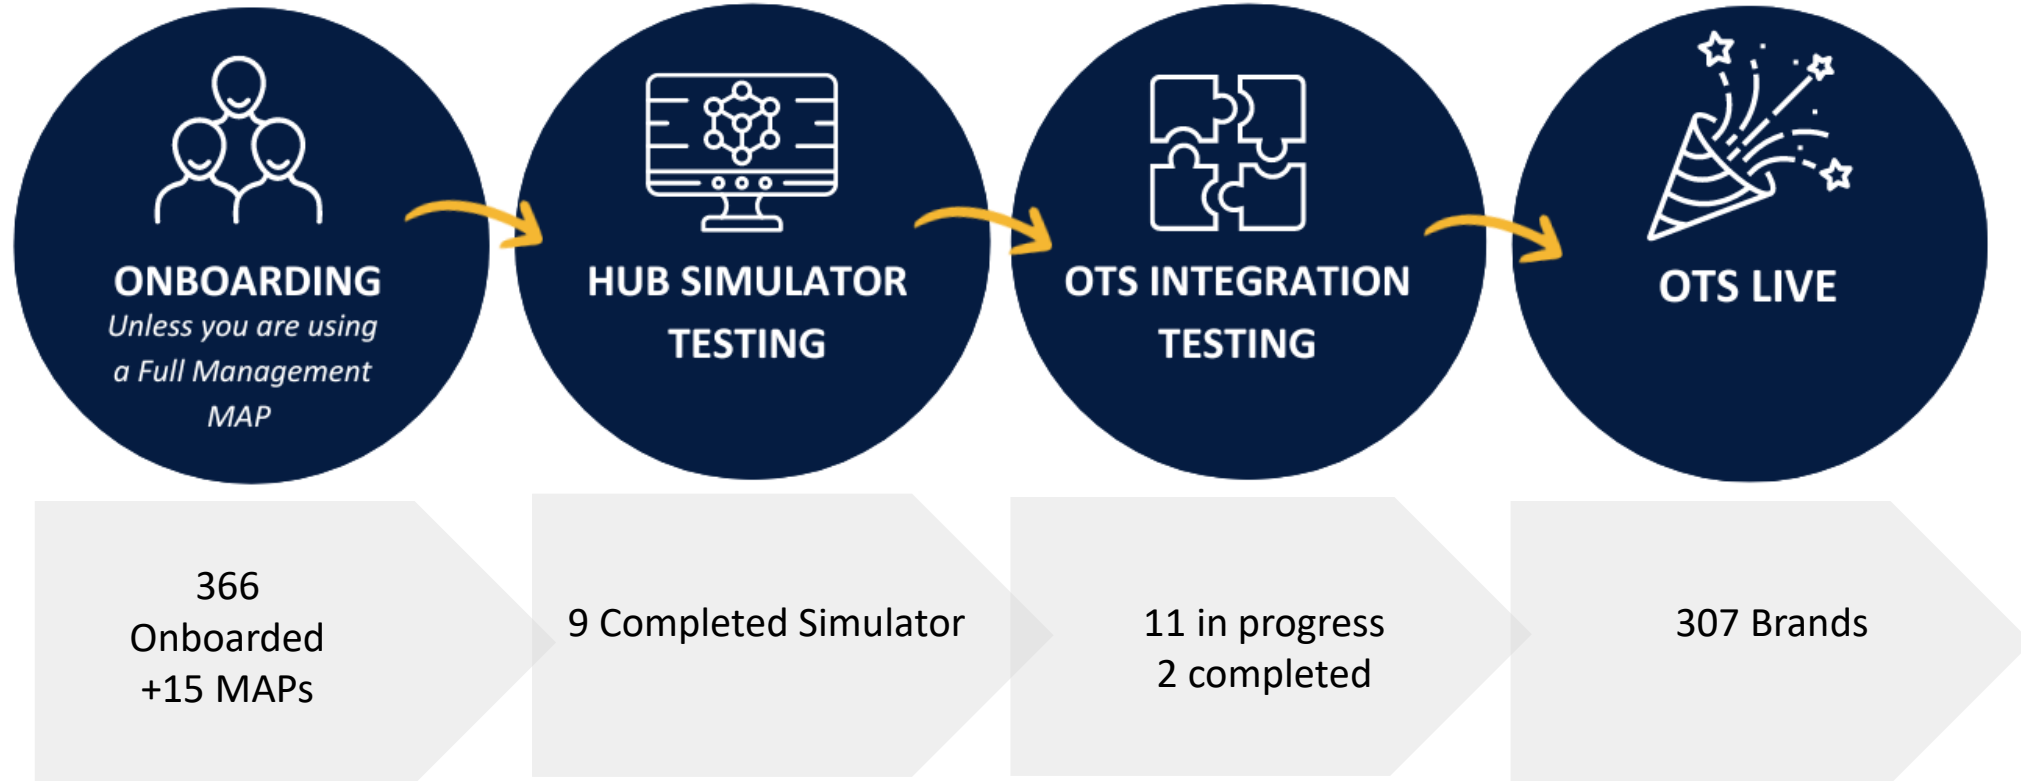 ONBOARDING
Unless you are using
a Full Management
MAP
HUB SIMULATOR
TESTING
OTS INTEGRATION
TESTING
OTS LIVE
366
Onboarded
+15 MAPs
9 Completed Simulator
11 in progress
2 completed
307 Brands